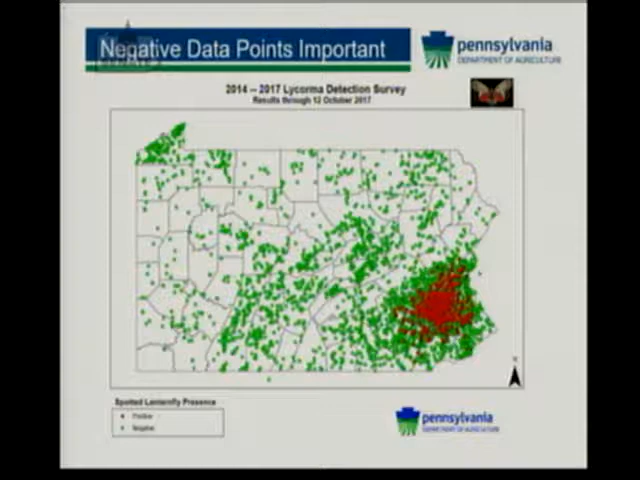 Negative Data Points Important
pennsylvania
DEPARTMENT OF AGRICULTURE
2014 – 2017 Lycorma Detection Survey
Results through 12 October 2017
N
Spotted Lanternfly Presence
Positive
Negative
pennsylvania
DEPARTMENT OF AGRICULTURE